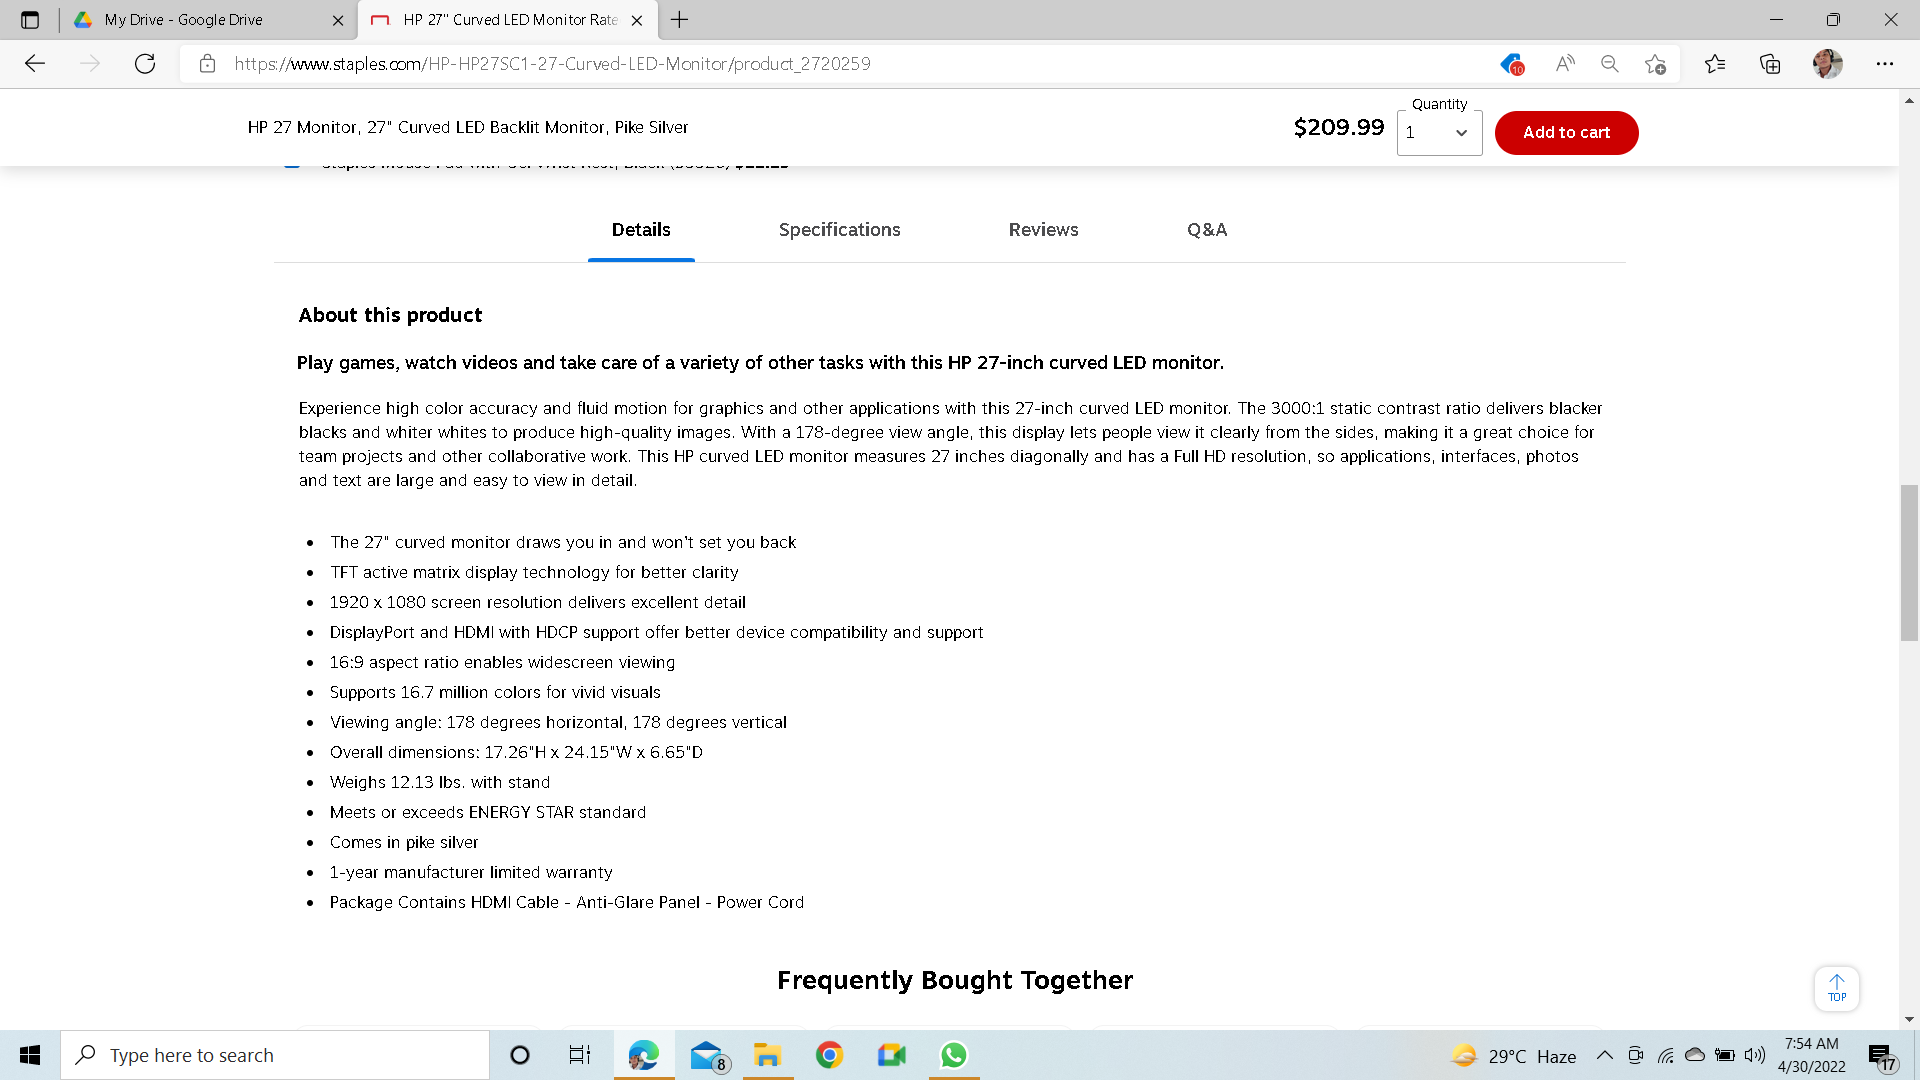 My Drive - Google Drive
HP 27" Curved LED Monitor Rate
https://www.staples.com/HP-HP27SC1-27-Curved-LED-Monitor/product_2720259
10
HP 27 Monitor, 27" Curved LED Backlit Monitor, Pike Silver
$209.99
Quantity
1
Add to cart
Details
Specifications
Reviews
Q&A
About this product
Play games, watch videos and take care of a variety of other tasks with this HP 27-inch curved LED monitor.
Experience high color accuracy and fluid motion for graphics and other applications with this 27-inch curved LED monitor. The 3000:1 static contrast ratio delivers blacker
blacks and whiter whites to produce high-quality images. With a 178-degree view angle, this display lets people view it clearly from the sides, making it a great choice for
team projects and other collaborative work. This HP curved LED monitor measures 27 inches diagonally and has a Full HD resolution, so applications, interfaces, photos
and text are large and easy to view in detail.
• The 27" curved monitor draws you in and won't set you back
• TFT active matrix display technology for better clarity
• 1920 x 1080 screen resolution delivers excellent detail
• DisplayPort and HDMI with HDCP support offer better device compatibility and support
• 16:9 aspect ratio enables widescreen viewing
• Supports 16.7 million colors for vivid visuals
• Viewing angle: 178 degrees horizontal, 178 degrees vertical
• Overall dimensions: 17.26"H x 24.15"W x 6.65"D
• Weighs 12.13 lbs. with stand
• Meets or exceeds ENERGY STAR standard
• Comes in pike silver
• 1-year manufacturer limited warranty
• Package Contains HDMI Cable - Anti-Glare Panel - Power Cord
Frequently Bought Together
TOP
Type here to search
8
29°C Haze
7:54 AM
4/30/2022
17